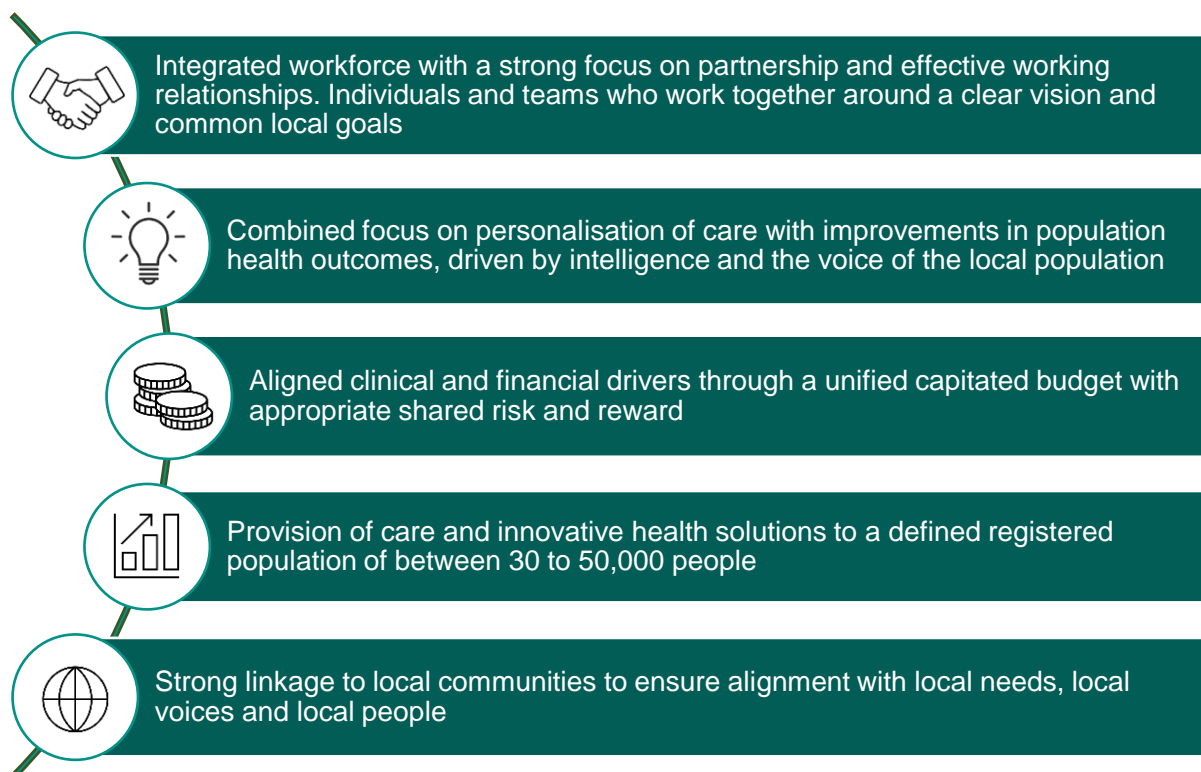 Integrated workforce with a strong focus on partnership and effective working
relationships. Individuals and teams who work together around a clear vision and
common local goals
Combined focus on personalisation of care with improvements in population
health outcomes, driven by intelligence and the voice of the local population
Aligned clinical and financial drivers through a unified capitated budget with
appropriate shared risk and reward
Provision of care and innovative health solutions to a defined registered
population of between 30 to 50,000 people
Strong linkage to local communities to ensure alignment with local needs, local
voices and local people